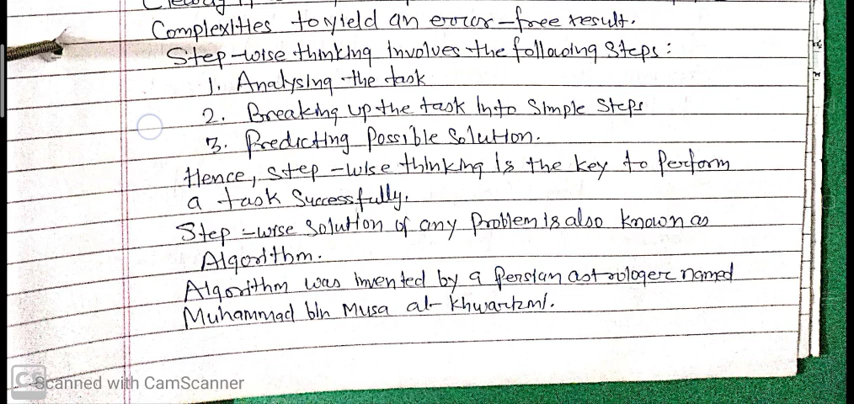 Complexities to yield an error-free result.
Step-wise thinking involves the following steps:
1. Analysing the task
2. Breaking up the task into simple steps
3. Predicting possible solution.
Hence, step-wise thinking is the key to perform
a task successfully.
Step-wise solution of any problem is also known as
Algorithm.
Algorithm was invented by a Persian astrologer named
Muhammad bin Musa al-Khwarizmi.
CS Scanned with CamScanner